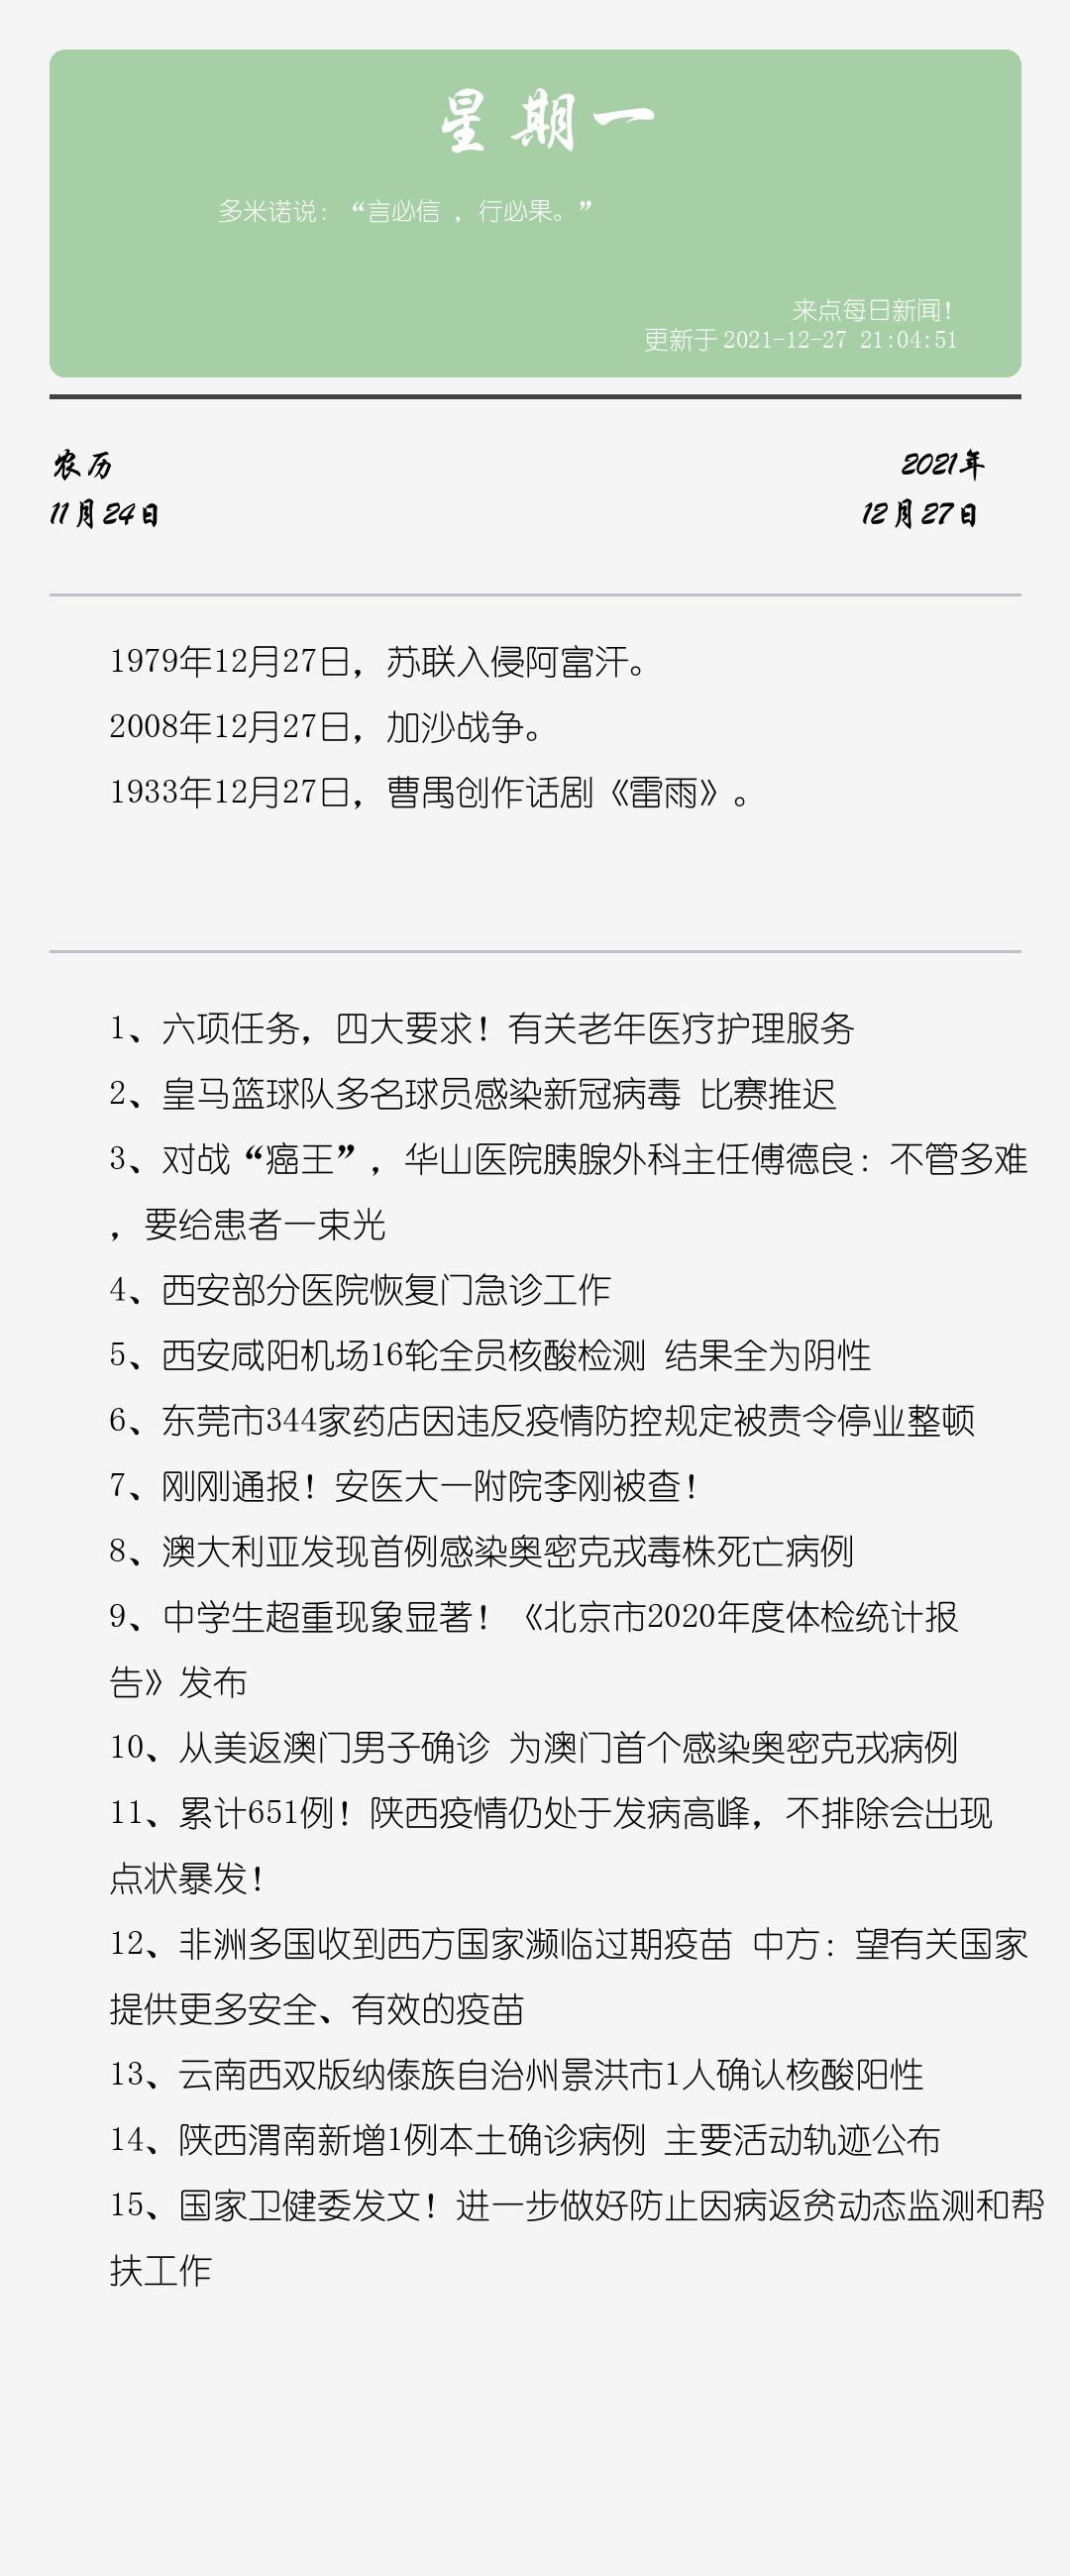 星期一
多米诺说：“言必信 ，行必果。”
来点每日新闻！
更新于 2021-12-27 21:04:51
农历
2021年
11月24日
12月27日
1979年12月27日，苏联入侵阿富汗。
2008年12月27日，加沙战争。
1933年12月27日，曹禺创作话剧《雷雨》。
1、六项任务，四大要求！有关老年医疗护理服务
2、皇马篮球队多名球员感染新冠病毒 比赛推迟
3、对战“癌王”，华山医院胰腺外科主任傅德良：不管多难
，要给患者一束光
4、西安部分医院恢复门急诊工作
5、西安咸阳机场16轮全员核酸检测 结果全为阴性
6、东莞市344家药店因违反疫情防控规定被责令停业整顿
7、刚刚通报！安医大一附院李刚被查！
8、澳大利亚发现首例感染奥密克戎毒株死亡病例
9、中学生超重现象显著！《北京市2020年度体检统计报
告》发布
10、从美返澳门男子确诊 为澳门首个感染奥密克戎病例
11、累计651例！陕西疫情仍处于发病高峰，不排除会出现
点状暴发！
12、非洲多国收到西方国家濒临过期疫苗 中方：望有关国家
提供更多安全、有效的疫苗
13、云南西双版纳傣族自治州景洪市1人确认核酸阳性
14、陕西渭南新增1例本土确诊病例 主要活动轨迹公布
15、国家卫健委发文！进一步做好防止因病返贫动态监测和帮
扶工作